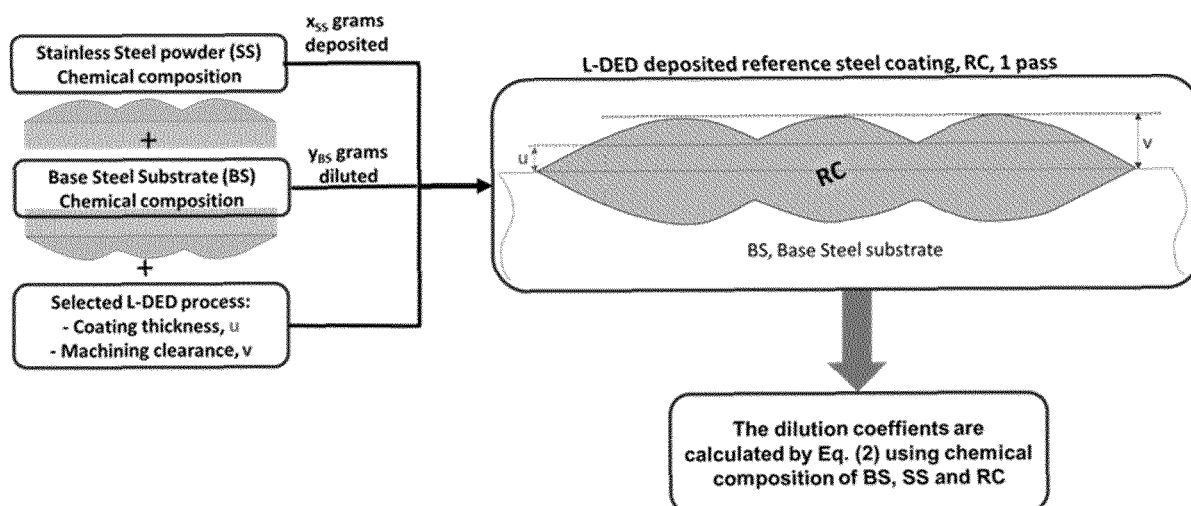 x_SS grams
deposited
Stainless Steel powder (SS)
Chemical composition
+
y_BS grams
diluted
Base Steel Substrate (BS)
Chemical composition
+
Selected L-DED process:
- Coating thickness, u
- Machining clearance, v
L-DED deposited reference steel coating, RC, 1 pass
u
v
RC
BS, Base Steel substrate
The dilution coeffients are
calculated by Eq. (2) using chemical
composition of BS, SS and RC